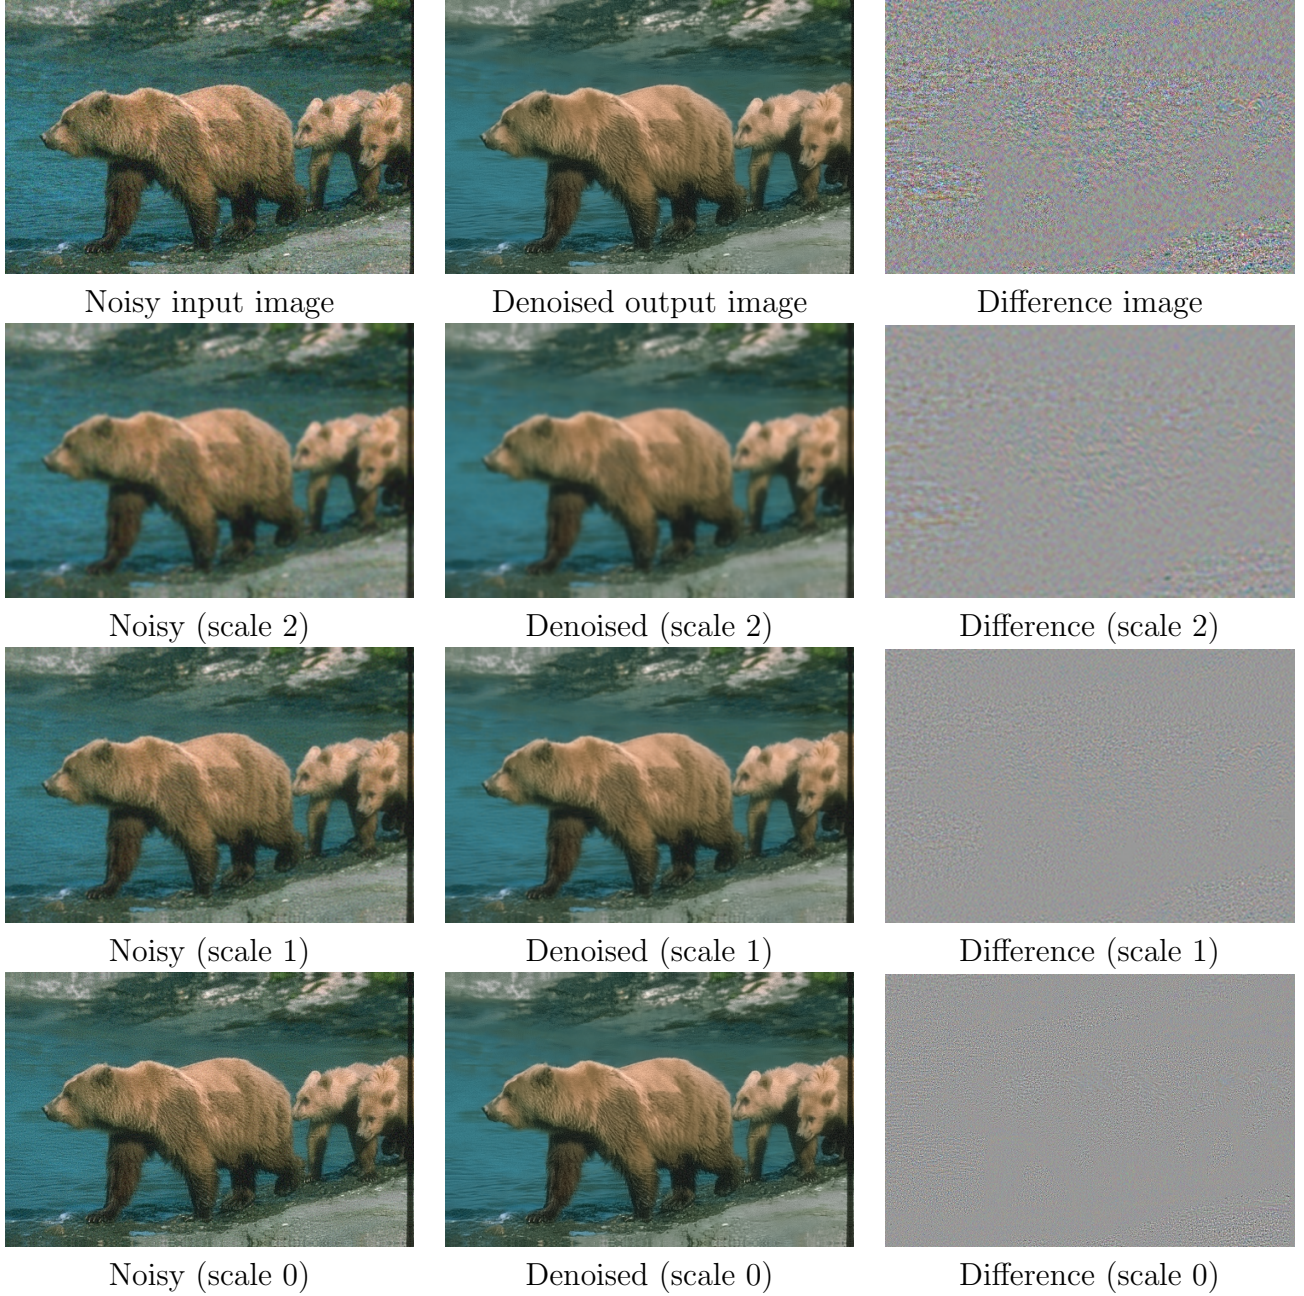 Noisy input image
Denoised output image
Difference image
Noisy (scale 2)
Denoised (scale 2)
Difference (scale 2)
Noisy (scale 1)
Denoised (scale 1)
Difference (scale 1)
Noisy (scale 0)
Denoised (scale 0)
Difference (scale 0)